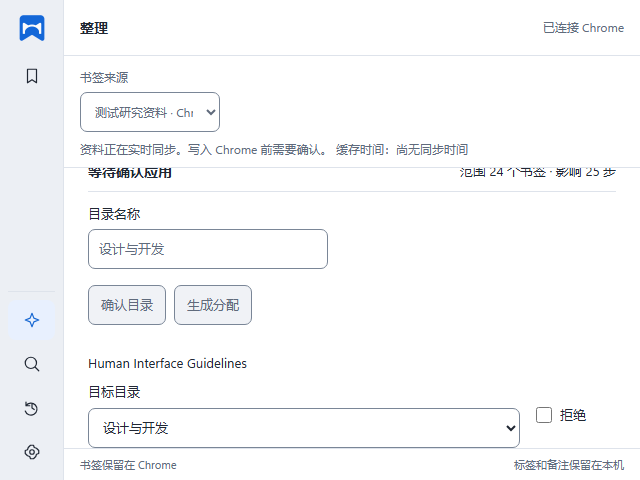 整理
已连接 Chrome
书签来源
测试研究资料 · Chr
资料正在实时同步。写入 Chrome 前需要确认。 缓存时间：尚无同步时间
等待确认应用
范围 24 个书签 · 影响 25 步
目录名称
设计与开发
确认目录
生成分配
Human Interface Guidelines
目标目录
设计与开发
拒绝
书签保留在 Chrome
标签和备注保留在本机